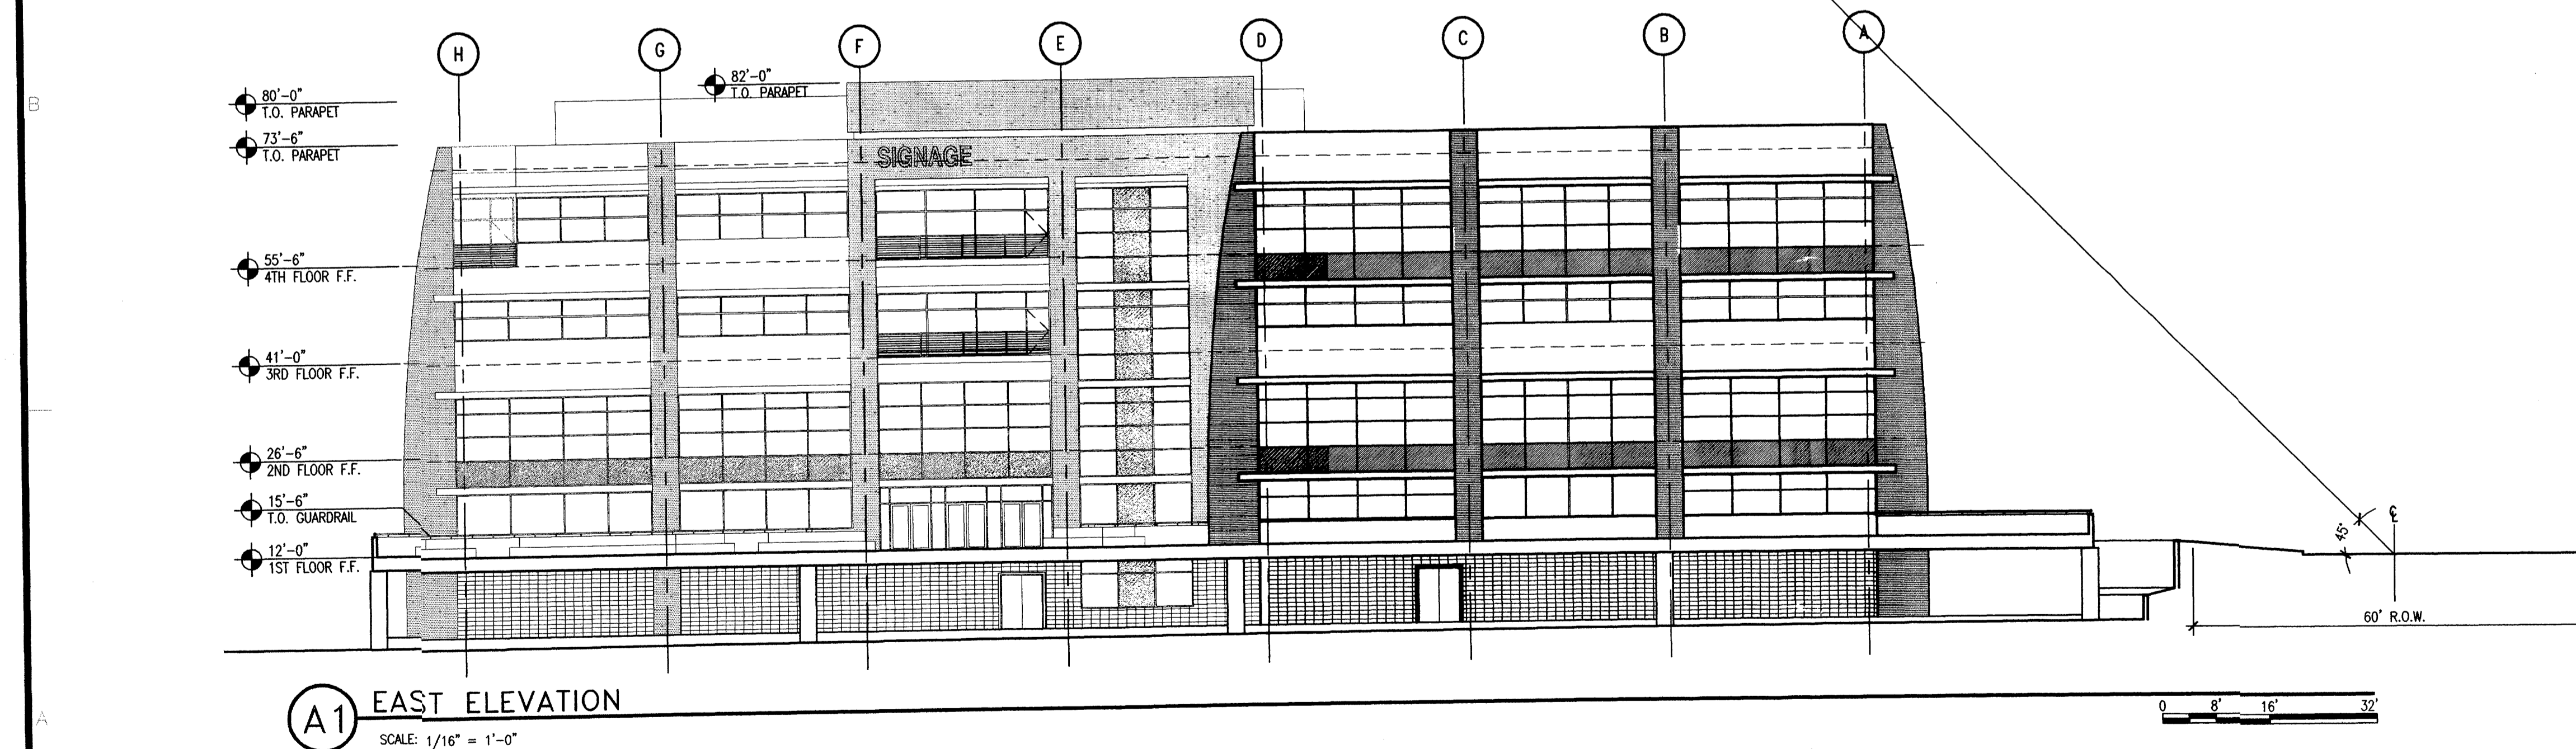 H G F E D C B A
82'-0"
T.O. PARAPET
80'-0"
T.O. PARAPET
B
73'-6"
T.O. PARAPET
SIGNAGE
55'-6"
4TH FLOOR F.F.
41'-0"
3RD FLOOR F.F.
26'-6"
2ND FLOOR F.F.
15'-6"
T.O. GUARDRAIL
12'-0"
1ST FLOOR F.F.
45°
℄
60' R.O.W.
A
A1 EAST ELEVATION
SCALE: 1/16" = 1'-0"
0 8' 16' 32'